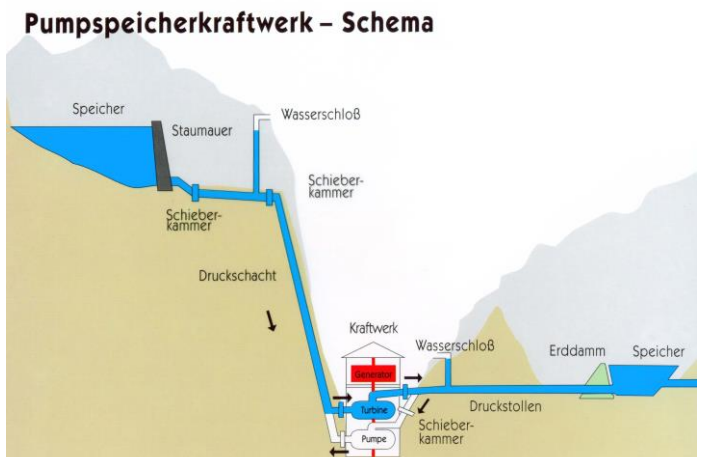 Pumpspeicherkraftwerk – Schema
Speicher
Staumauer
Wasserschloß
Schieber-
kammer
Schieber-
kammer
Druckschacht
Kraftwerk
Generator
Turbine
Pumpe
Wasserschloß
Schieber-
kammer
Druckstollen
Erddamm
Speicher